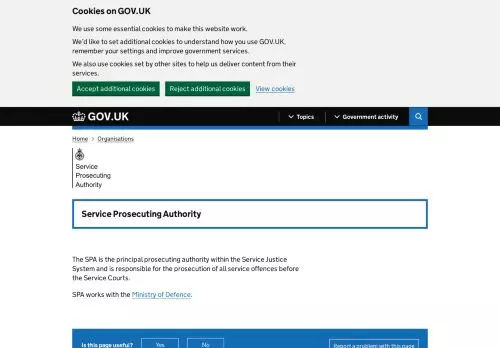 Cookies on GOV.UK
We use some essential cookies to make this website work.
We'd like to set additional cookies to understand how you use GOV.UK,
remember your settings and improve government services.
We also use cookies set by other sites to help us deliver content from their
services.
Accept additional cookies Reject additional cookies View cookies
GOV.UK Topics Government activity
Home > Organisations
Service
Prosecuting
Authority
Service Prosecuting Authority
The SPA is the principal prosecuting authority within the Service Justice
System and is responsible for the prosecution of all service offences before
the Service Courts.
SPA works with the Ministry of Defence.
Is this page useful? Yes No Report a problem with this page